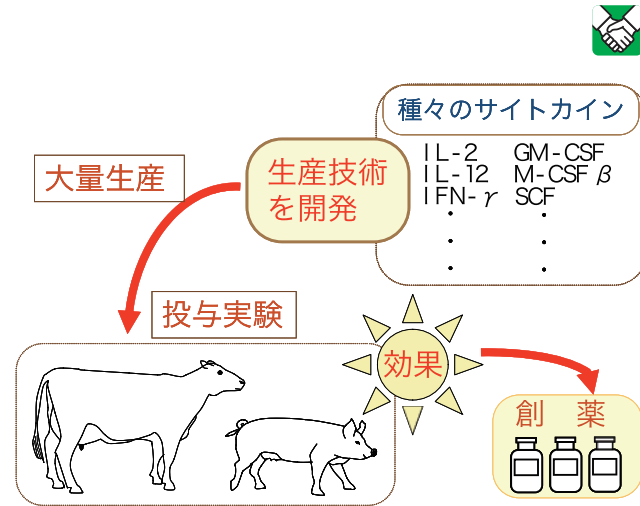 種々のサイトカイン
IL-2 GM-CSF
IL-12 M-CSF β
IFN-γ SCF
・ ・
・ ・
・ ・
生産技術
を開発
大量生産
投与実験
効果
創 薬